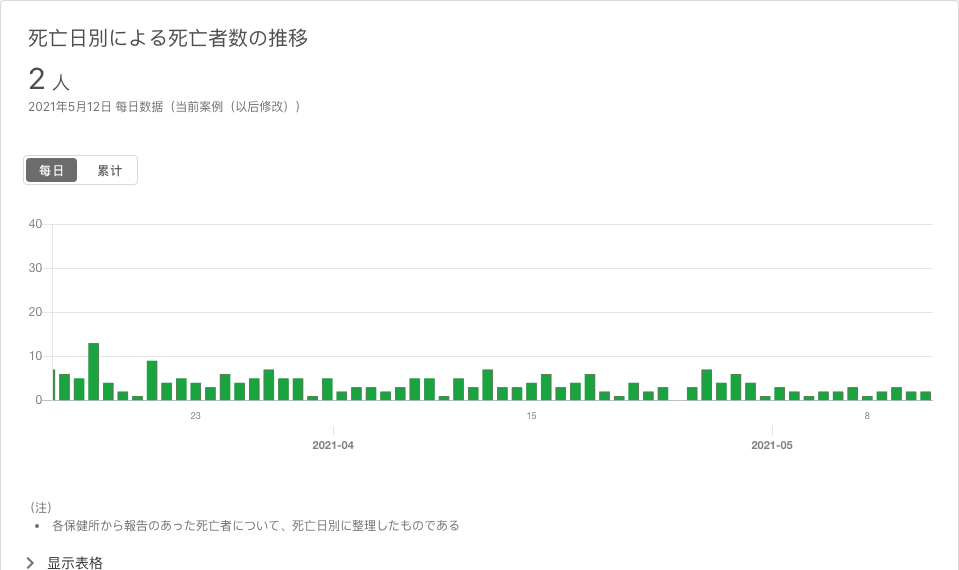 死亡日別による死亡者数の推移
2 人
2021年5月12日 每日数据（当前案例（以后修改））
每日 累计
40
30
20
10
0
23 15 8
2021-04 2021-05
（注）
• 各保健所から報告のあった死亡者について、死亡日別に整理したものである
显示表格